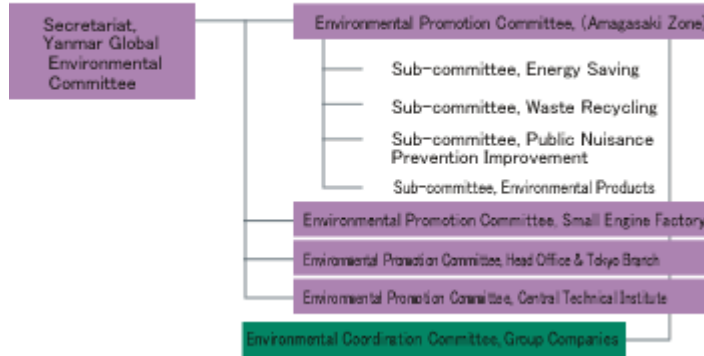 Secretariat,
Yanmar Global
Environmental
Committee
Environmental Promotion Committee, (Amagasaki Zone)
Sub-committee, Energy Saving
Sub-committee, Waste Recycling
Sub-committee, Public Nuisance
Prevention Improvement
Sub-committee, Environmental Products
Environmental Promotion Committee, Small Engine Factory
Environmental Promotion Committee, Head Office & Tokyo Branch
Environmental Promotion Committee, Central Technical Institute
Environmental Coordination Committee, Group Companies